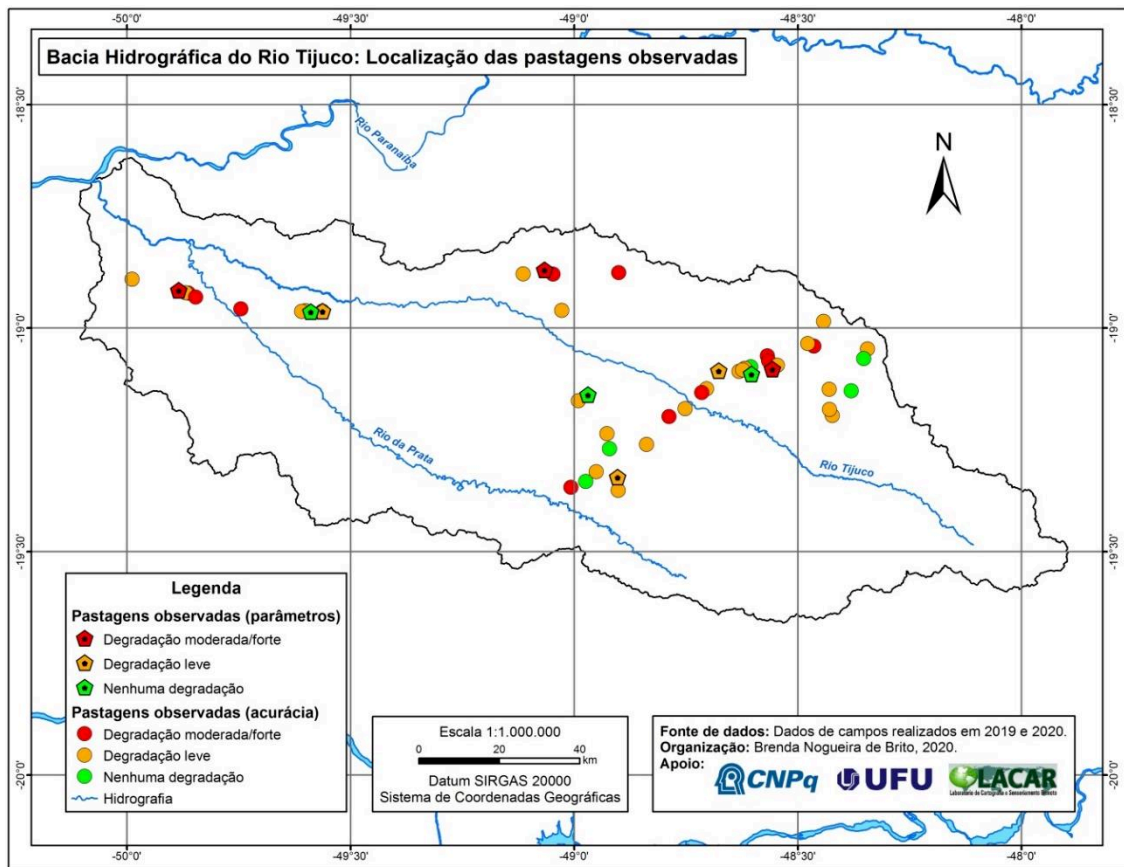 -50°0' -49°30' -49°0' -48°30' -48°0'
Bacia Hidrográfica do Rio Tijuco: Localização das pastagens observadas
-18°30' -18°30'
Rio Paranaíba
N
-19°0' -19°0'
Rio da Prata
Rio Tijuco
-19°30' -19°30'
Legenda
Pastagens observadas (parâmetros)
Degradação moderada/forte
Degradação leve
Nenhuma degradação
Pastagens observadas (acurácia)
Degradação moderada/forte
Degradação leve
Nenhuma degradação
Hidrografia
Escala 1:1.000.000
0 20 40
km
Datum SIRGAS 20000
Sistema de Coordenadas Geográficas
Fonte de dados: Dados de campos realizados em 2019 e 2020.
Organização: Brenda Nogueira de Brito, 2020.
Apoio:
CNPq UFU LACAR
Laboratório de Cartografia e Sensoriamento Remoto
-20°0' -20°0'
-50°0' -49°30' -49°0' -48°30' -48°0'